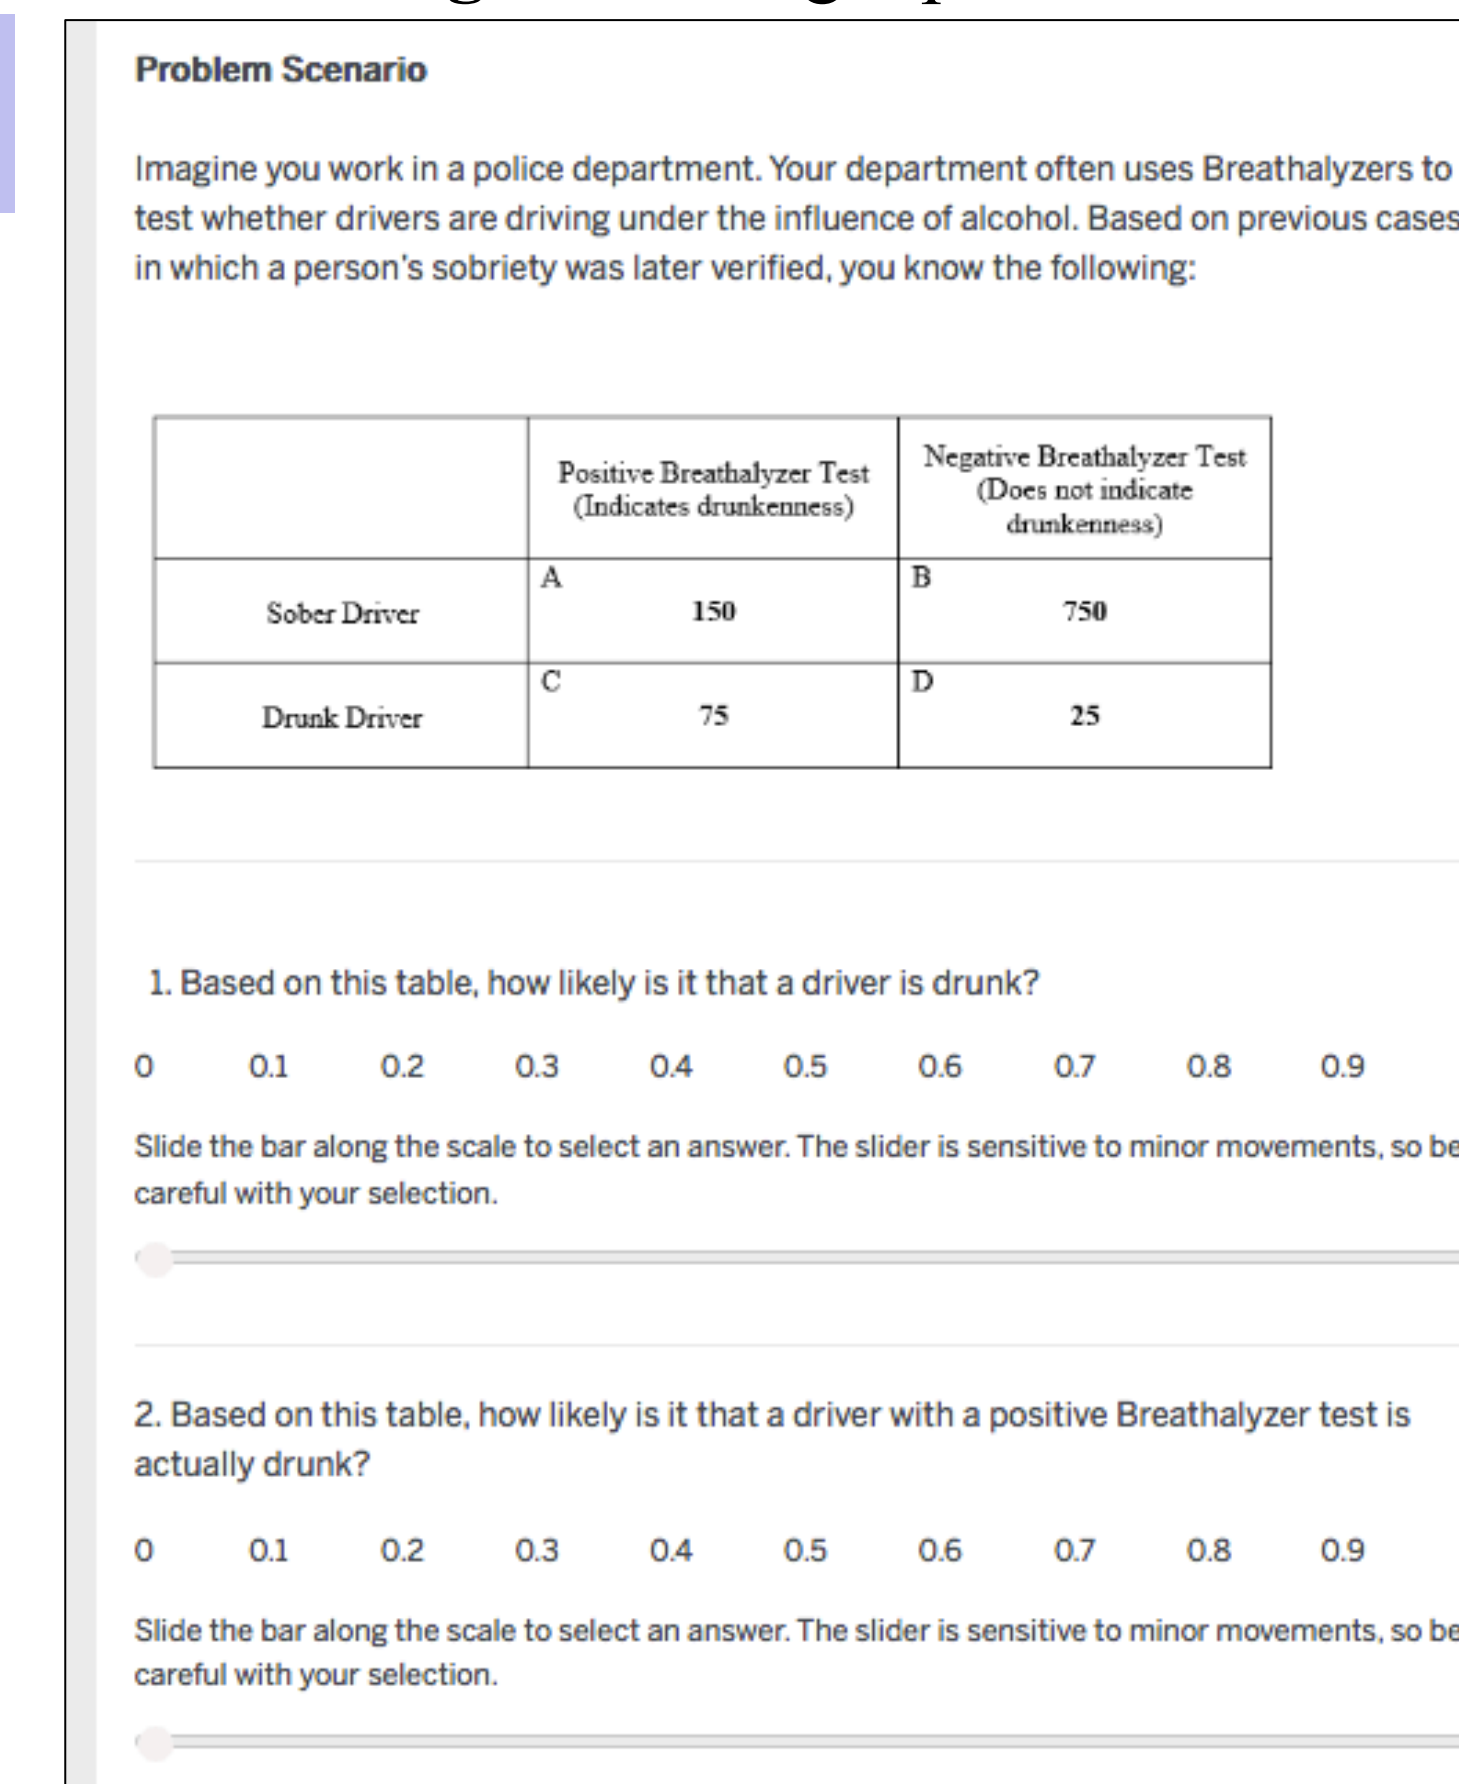 Problem Scenario
Imagine you work in a police department. Your department often uses Breathalyzers to
test whether drivers are driving under the influence of alcohol. Based on previous cases
in which a person's sobriety was later verified, you know the following:
Positive Breathalyzer Test
(Indicates drunkenness)
Negative Breathalyzer Test
(Does not indicate
drunkenness)
Sober Driver
A
150
B
750
Drunk Driver
C
75
D
25
1. Based on this table, how likely is it that a driver is drunk?
0 0.1 0.2 0.3 0.4 0.5 0.6 0.7 0.8 0.9
Slide the bar along the scale to select an answer. The slider is sensitive to minor movements, so be
careful with your selection.
2. Based on this table, how likely is it that a driver with a positive Breathalyzer test is
actually drunk?
0 0.1 0.2 0.3 0.4 0.5 0.6 0.7 0.8 0.9
Slide the bar along the scale to select an answer. The slider is sensitive to minor movements, so be
careful with your selection.